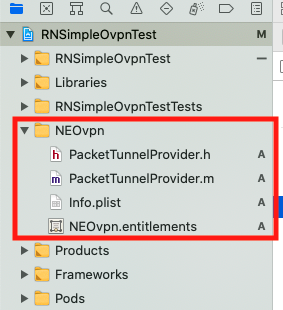 RNSimpleOvpnTest M
RNSimpleOvpnTest
Libraries
RNSimpleOvpnTestTests
NEOvpn
h PacketTunnelProvider.h A
m PacketTunnelProvider.m A
Info.plist A
NEOvpn.entitlements A
Products
Frameworks
Pods